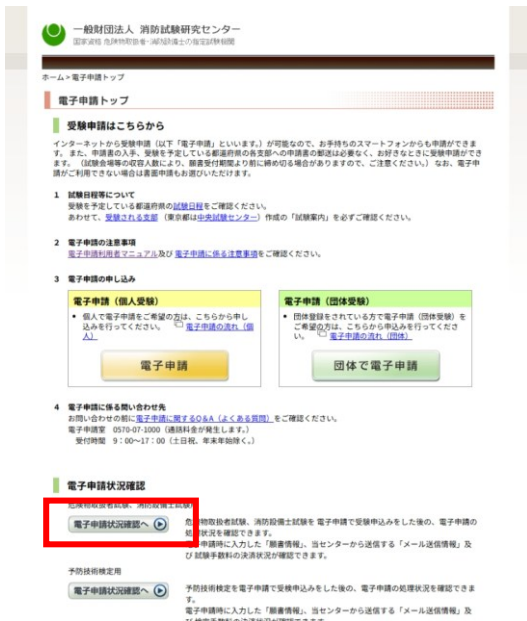 一般財団法人 消防試験研究センター
国家資格 危険物取扱者・消防設備士の指定試験機関
ホーム> 電子申請トップ
電子申請トップ
受験申請はこちらから
インターネットから受験申請（以下「電子申請」といいます。）が可能なので、お手持ちのスマートフォンからも申請ができま
す。また、申請書の入手、受験を予定している都道府県の各支部への申請書の郵送は必要なく、お好きなときに受験申請ができ
ます。（試験会場等の収容人数により、願書受付期間より前に締め切る場合がありますので、ご注意ください。）なお、電子申
請がご利用できない場合は書面申請もお選びいただけます。
1 試験日程等について
受験を予定している都道府県の試験日程をご確認ください。
あわせて、受験される支部（東京都は中央試験センター）作成の「試験案内」を必ずご確認ください。
2 電子申請の注意事項
電子申請利用者マニュアル及び 電子申請に係る注意事項をご確認ください。
3 電子申請の申し込み
電子申請（個人受験）
• 個人で電子申請をご希望の方は、こちらから申し
込みを行ってください。 電子申請の流れ（個
人）
電子申請
電子申請（団体受験）
• 団体登録をされている方で電子申請（団体受験）を
ご希望の方は、こちらから申込みを行ってくださ
い。 電子申請の流れ（団体）
団体で電子申請
4 電子申請に係る問い合わせ先
お問い合わせの前に電子申請に関するQ&A（よくある質問）をご確認ください。
電子申請室 0570-07-1000（通話料金が発生します。）
受付時間 9：00～17：00（土日祝、年末年始除く。）
電子申請状況確認
危険物取扱者試験、消防設備士試験用
電子申請状況確認へ
危険物取扱者試験、消防設備士試験を 電子申請で受験申込みをした後の、電子申請の
処理状況を確認できます。
電子申請時に入力した「願書情報」、当センターから送信する「メール送信情報」及
び 試験手数料の決済状況が確認できます。
予防技術検定用
電子申請状況確認へ
予防技術検定を電子申請で受検申込みをした後の、電子申請の処理状況を確認できま
す。
電子申請時に入力した「願書情報」、当センターから送信する「メール送信情報」及
び 検定手数料の決済状況が確認できます。